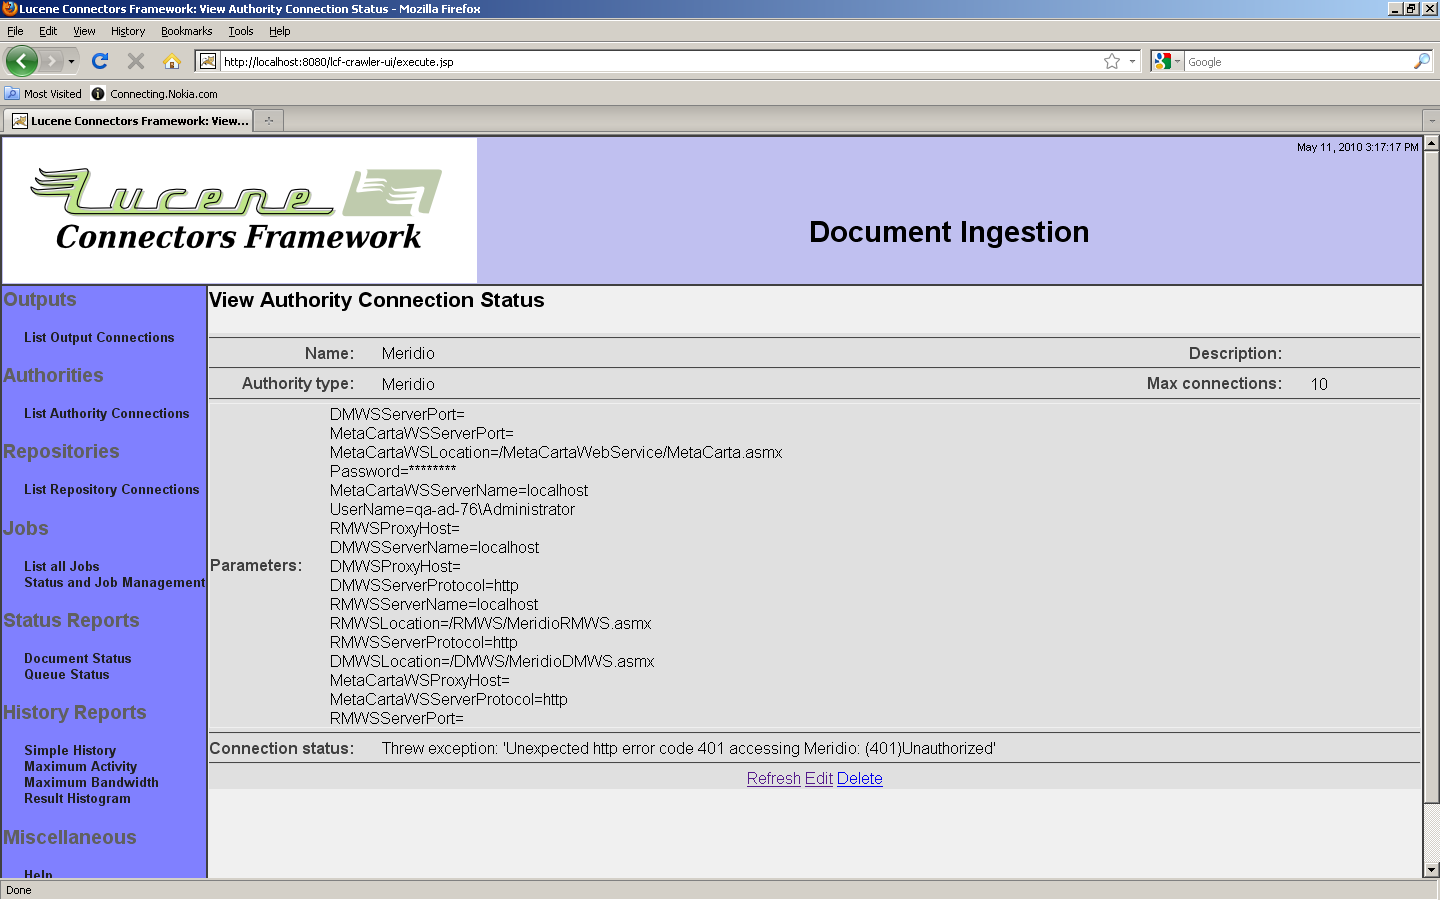 Lucene Connectors Framework: View Authority Connection Status - Mozilla Firefox
File Edit View History Bookmarks Tools Help
http://localhost:8080/lcf-crawler-ui/execute.jsp
Google
Most Visited Connecting.Nokia.com
Lucene Connectors Framework: View...
May 11, 2010 3:17:17 PM
Lucene
Connectors Framework
Document Ingestion
Outputs
List Output Connections
Authorities
List Authority Connections
Repositories
List Repository Connections
Jobs
List all Jobs
Status and Job Management
Status Reports
Document Status
Queue Status
History Reports
Simple History
Maximum Activity
Maximum Bandwidth
Result Histogram
Miscellaneous
Help
View Authority Connection Status
Name: Meridio Description:
Authority type: Meridio Max connections: 10
Parameters:
DMWSServerPort=
MetaCartaWSServerPort=
MetaCartaWSLocation=/MetaCartaWebService/MetaCarta.asmx
Password=********
MetaCartaWSServerName=localhost
UserName=qa-ad-76\Administrator
RMWSProxyHost=
DMWSServerName=localhost
DMWSProxyHost=
DMWSServerProtocol=http
RMWSServerName=localhost
RMWSLocation=/RMWS/MeridioRMWS.asmx
RMWSServerProtocol=http
DMWSLocation=/DMWS/MeridioDMWS.asmx
MetaCartaWSProxyHost=
MetaCartaWSServerProtocol=http
RMWSServerPort=
Connection status: Threw exception: 'Unexpected http error code 401 accessing Meridio: (401)Unauthorized'
Refresh Edit Delete
Done